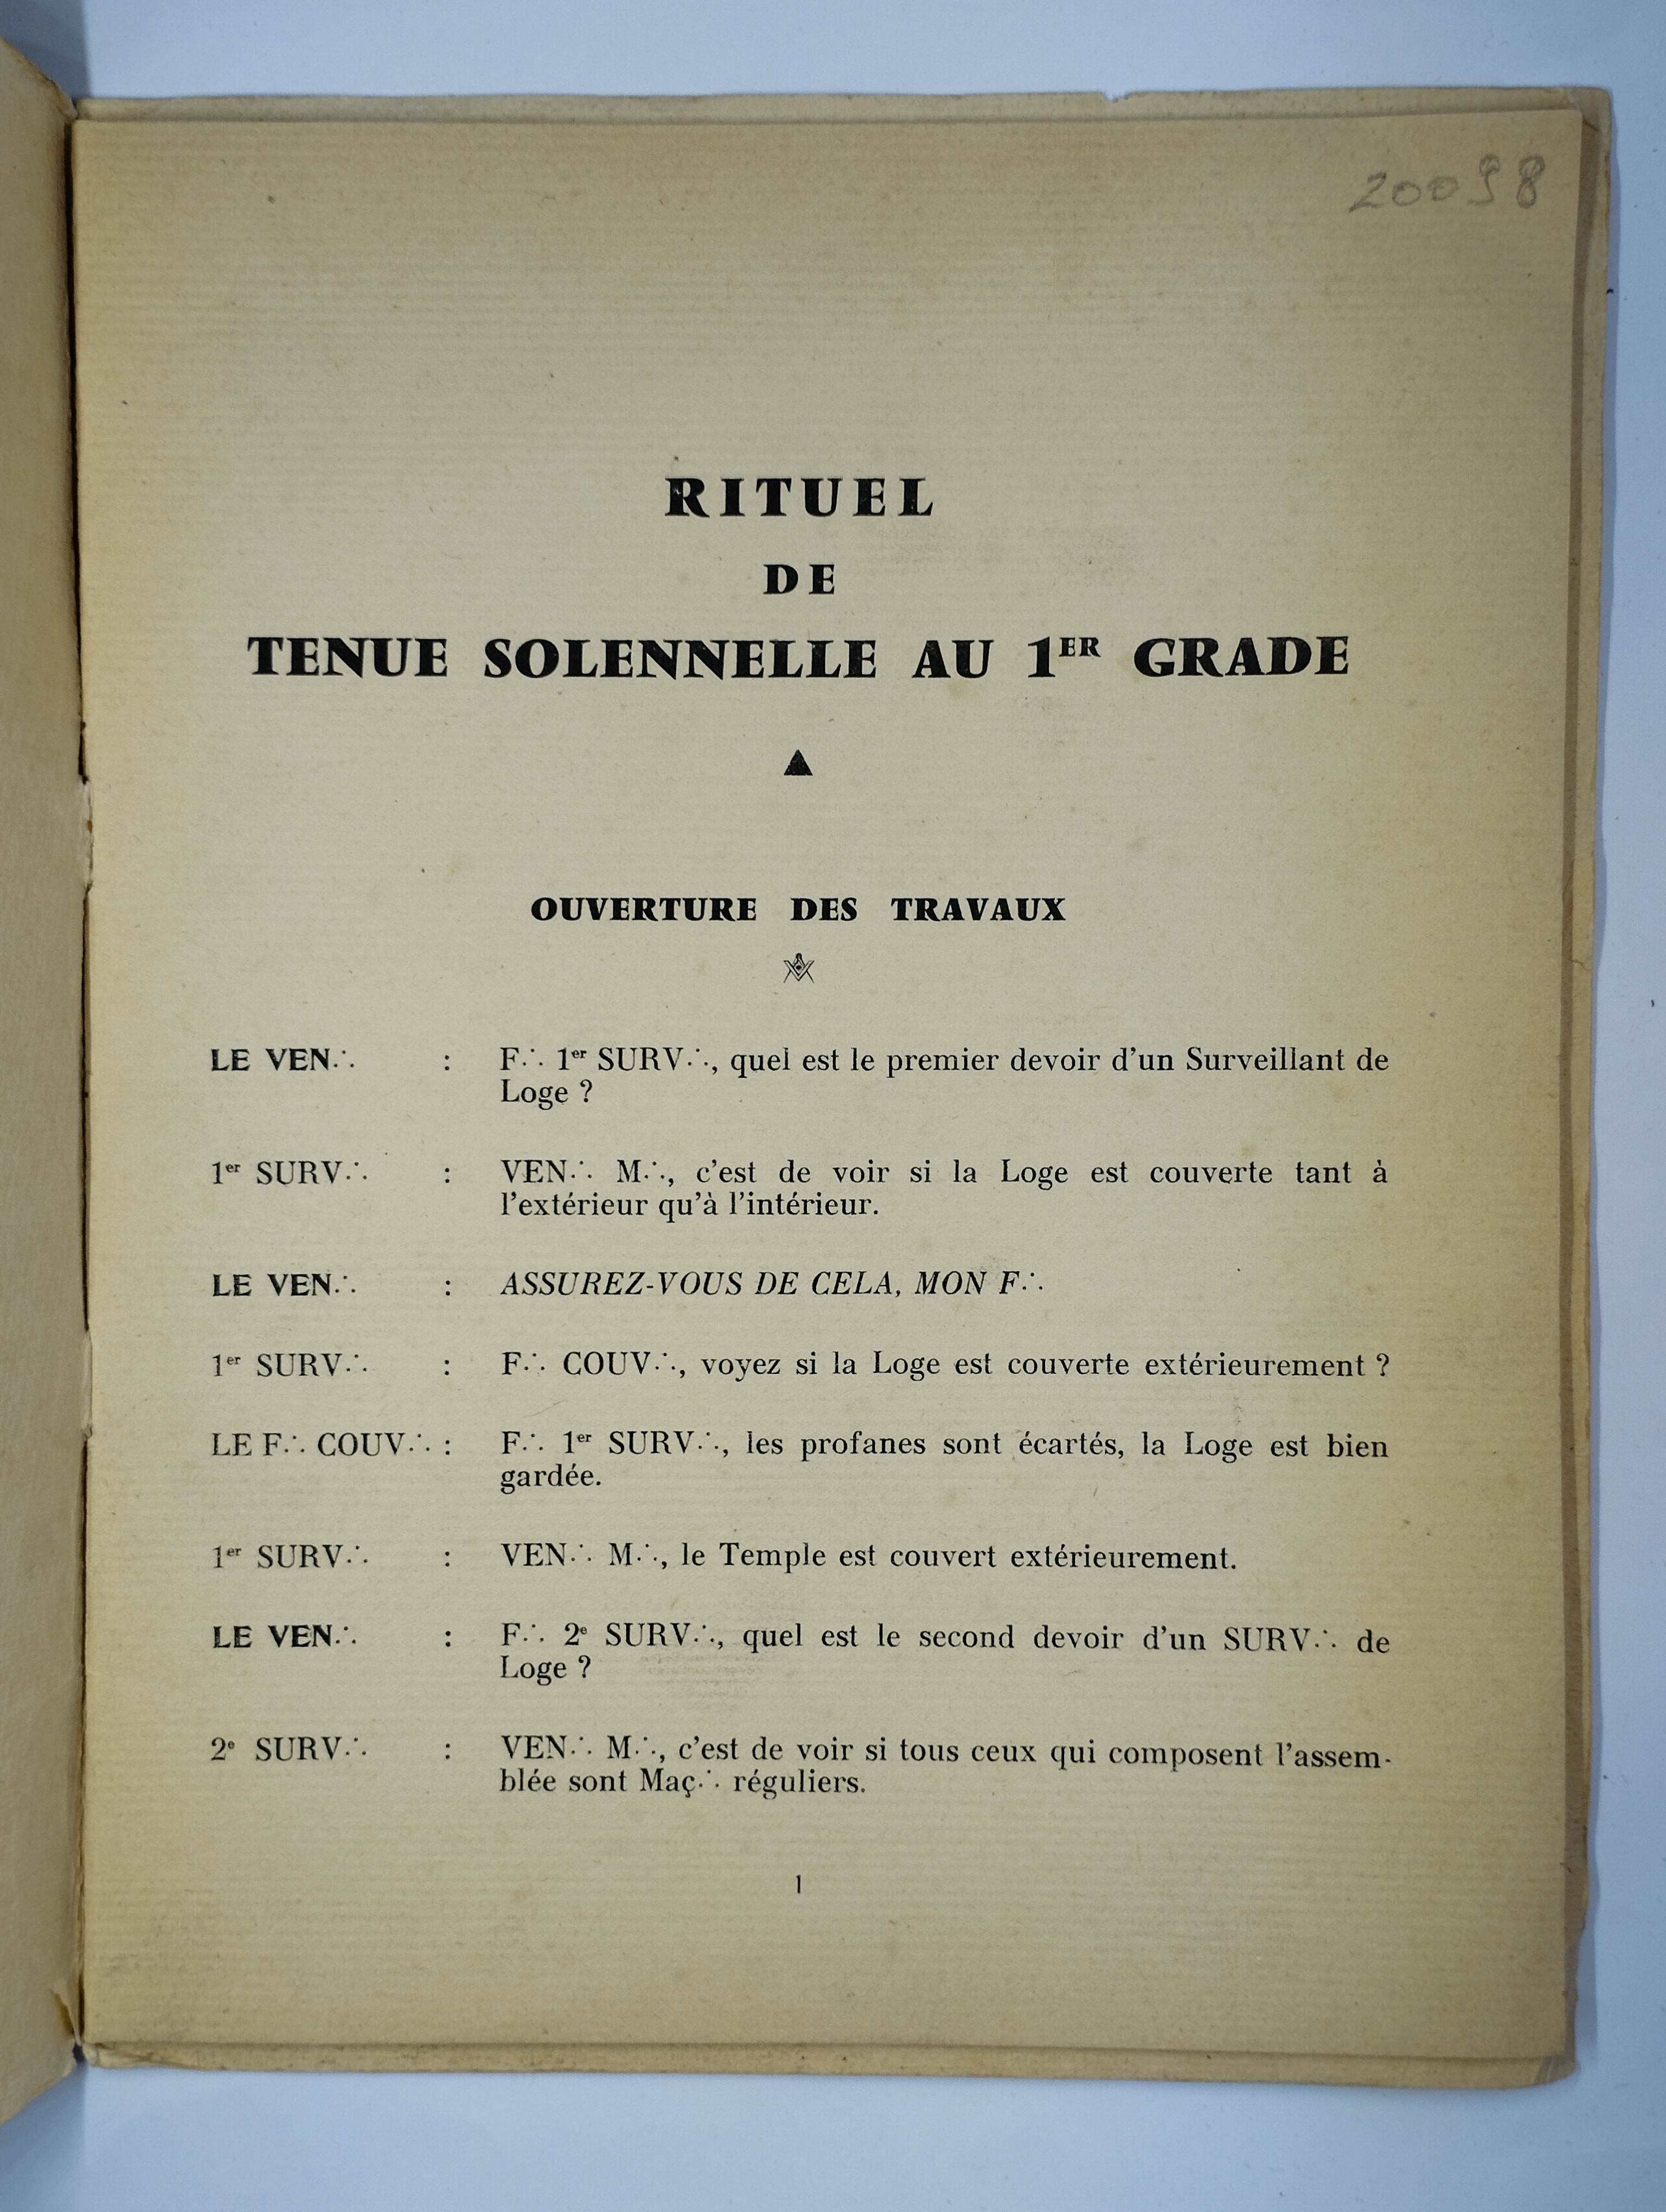 20098
RITUEL
DE
TENUE SOLENNELLE AU 1ER GRADE
OUVERTURE DES TRAVAUX
LE VEN∴ : F∴ 1er SURV∴, quel est le premier devoir d'un Surveillant de
Loge ?
1er SURV∴ : VEN∴ M∴, c'est de voir si la Loge est couverte tant à
l'extérieur qu'à l'intérieur.
LE VEN∴ : ASSUREZ-VOUS DE CELA, MON F∴
1er SURV∴ : F∴ COUV∴, voyez si la Loge est couverte extérieurement ?
LE F∴ COUV∴ : F∴ 1er SURV∴, les profanes sont écartés, la Loge est bien
gardée.
1er SURV∴ : VEN∴ M∴, le Temple est couvert extérieurement.
LE VEN∴ : F∴ 2e SURV∴, quel est le second devoir d'un SURV∴ de
Loge ?
2e SURV∴ : VEN∴ M∴, c'est de voir si tous ceux qui composent l'assem-
blée sont Maç∴ réguliers.
1